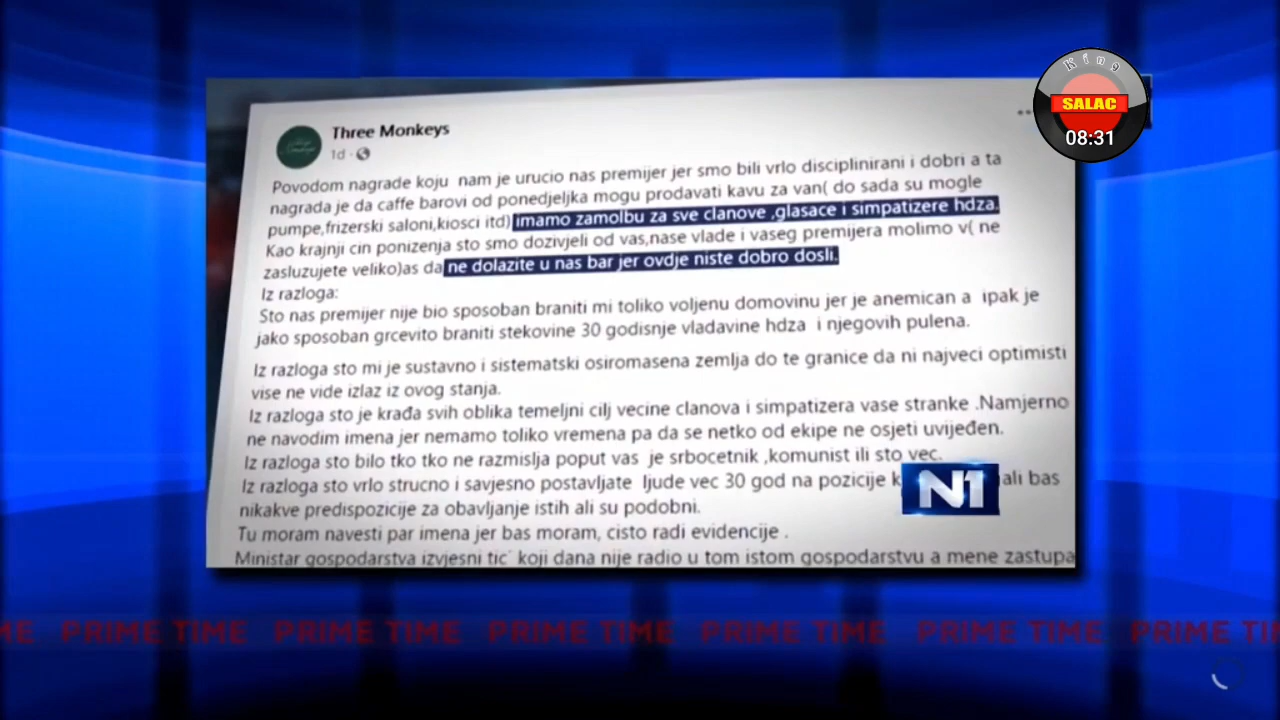 King
SALAC
08:31
Three Monkeys
1d
Povodom nagrade koju nam je urucio nas premijer jer smo bili vrlo disciplinirani i dobri a ta
nagrada je da caffe barovi od ponedjeljka mogu prodavati kavu za van( do sada su mogle
pumpe,frizerski saloni,kiosci itd) imamo zamolbu za sve clanove ,glasace i simpatizere hdza.
Kao krajnji cin ponizenja sto smo dozivjeli od vas,nase vlade i vaseg premijera molimo v( ne
zasluzujete veliko)as da ne dolazite u nas bar jer ovdje niste dobro dosli.
Iz razloga:
Sto nas premijer nije bio sposoban braniti mi toliko voljenu domovinu jer je anemican a ipak je
jako sposoban grcevito braniti stekovine 30 godisnje vladavine hdza i njegovih pulena.
Iz razloga sto mi je sustavno i sistematski osiromasena zemlja do te granice da ni najveci optimisti
vise ne vide izlaz iz ovog stanja.
Iz razloga sto je krađa svih oblika temeljni cilj vecine clanova i simpatizera vase stranke .Namjerno
ne navodim imena jer nemamo toliko vremena pa da se netko od ekipe ne osjeti uvijeđen.
Iz razloga sto bilo tko tko ne razmislja poput vas je srbocetnik ,komunist ili sto vec.
Iz razloga sto vrlo strucno i savjesno postavljate ljude vec 30 god na pozicije ali bas
nikakve predispozicije za obavljanje istih ali su podobni.
Tu moram navesti par imena jer bas moram, cisto radi evidencije .
Ministar gospodarstva izvjesni tic´ koji dana nije radio u tom istom gospodarstvu a mene zastupa
N1
PRIME TIME PRIME TIME PRIME TIME PRIME TIME PRIME TIME